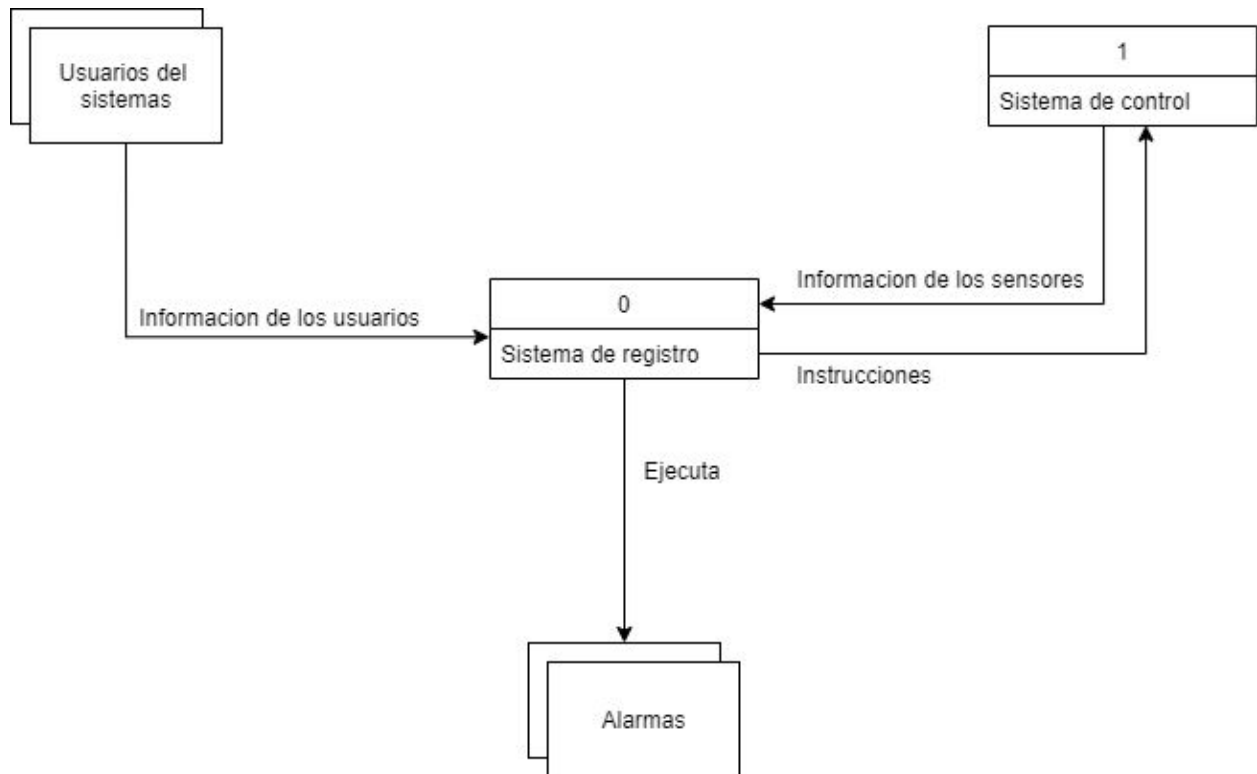 Usuarios del
sistemas
1
Sistema de control
Informacion de los sensores
0
Informacion de los usuarios
Sistema de registro
Instrucciones
Ejecuta
Alarmas